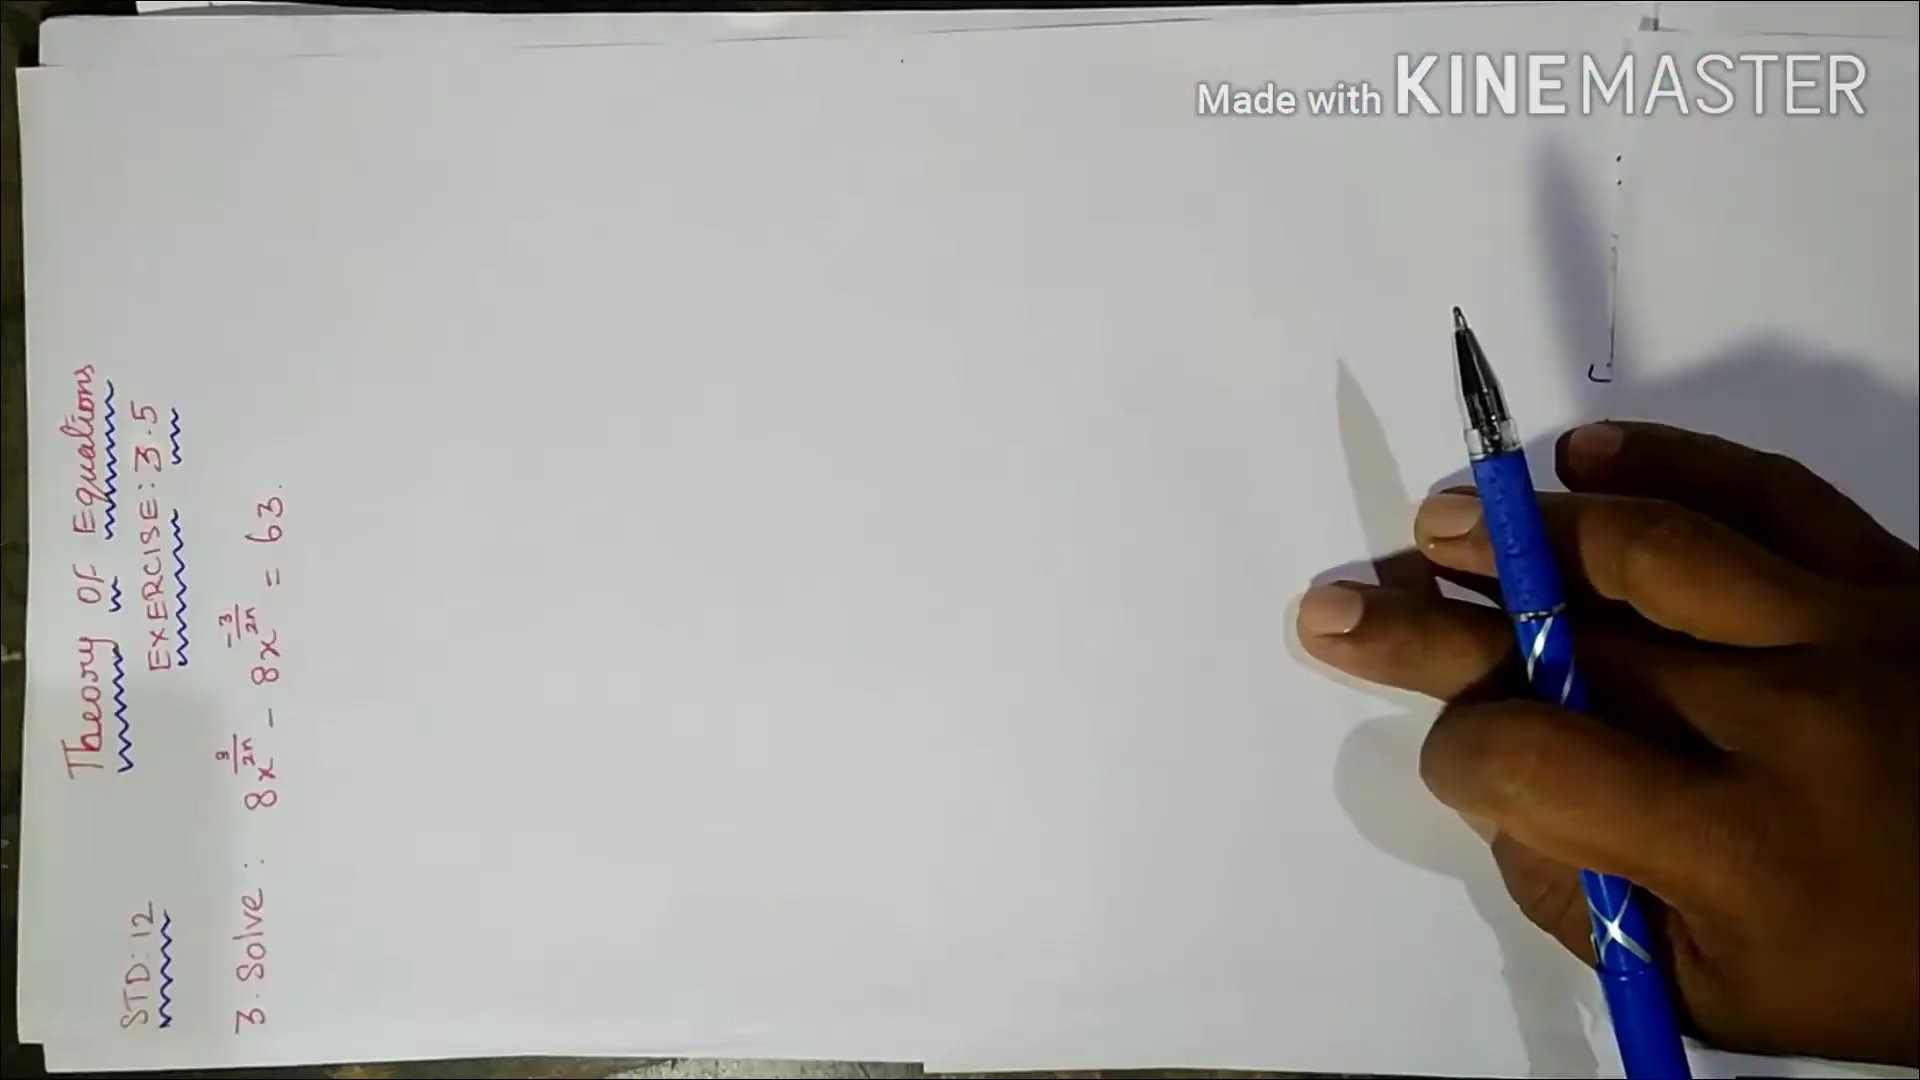 Made with KINEMASTER
Theory OF Equations
STD: 12 EXERCISE: 3.5
3. Solve : 8x^{3/2n} - 8x^{-3/2n} = 63.